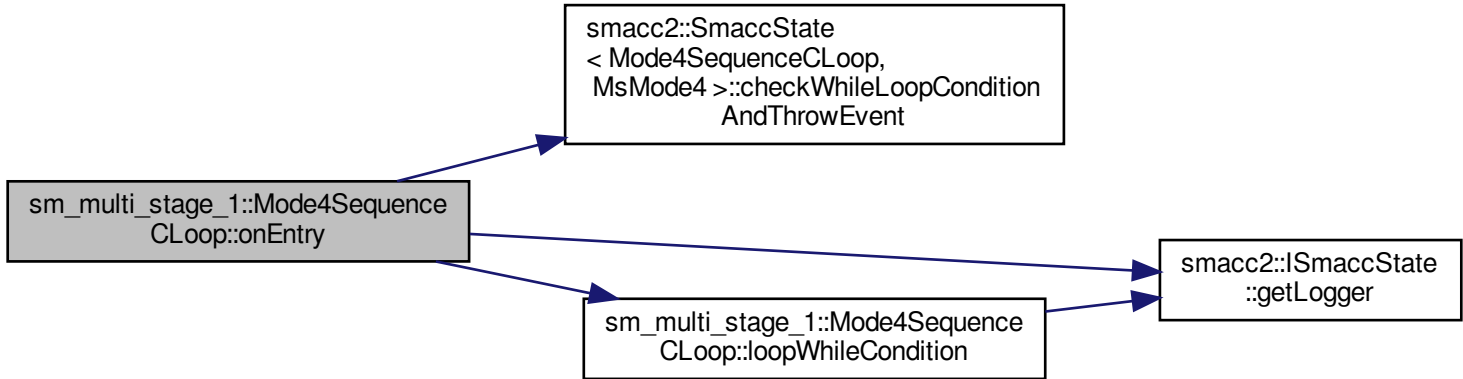 smacc2::SmaccState
< Mode4SequenceCLoop,
MsMode4 >::checkWhileLoopCondition
AndThrowEvent
sm_multi_stage_1::Mode4Sequence
CLoop::onEntry
smacc2::ISmaccState
::getLogger
sm_multi_stage_1::Mode4Sequence
CLoop::loopWhileCondition